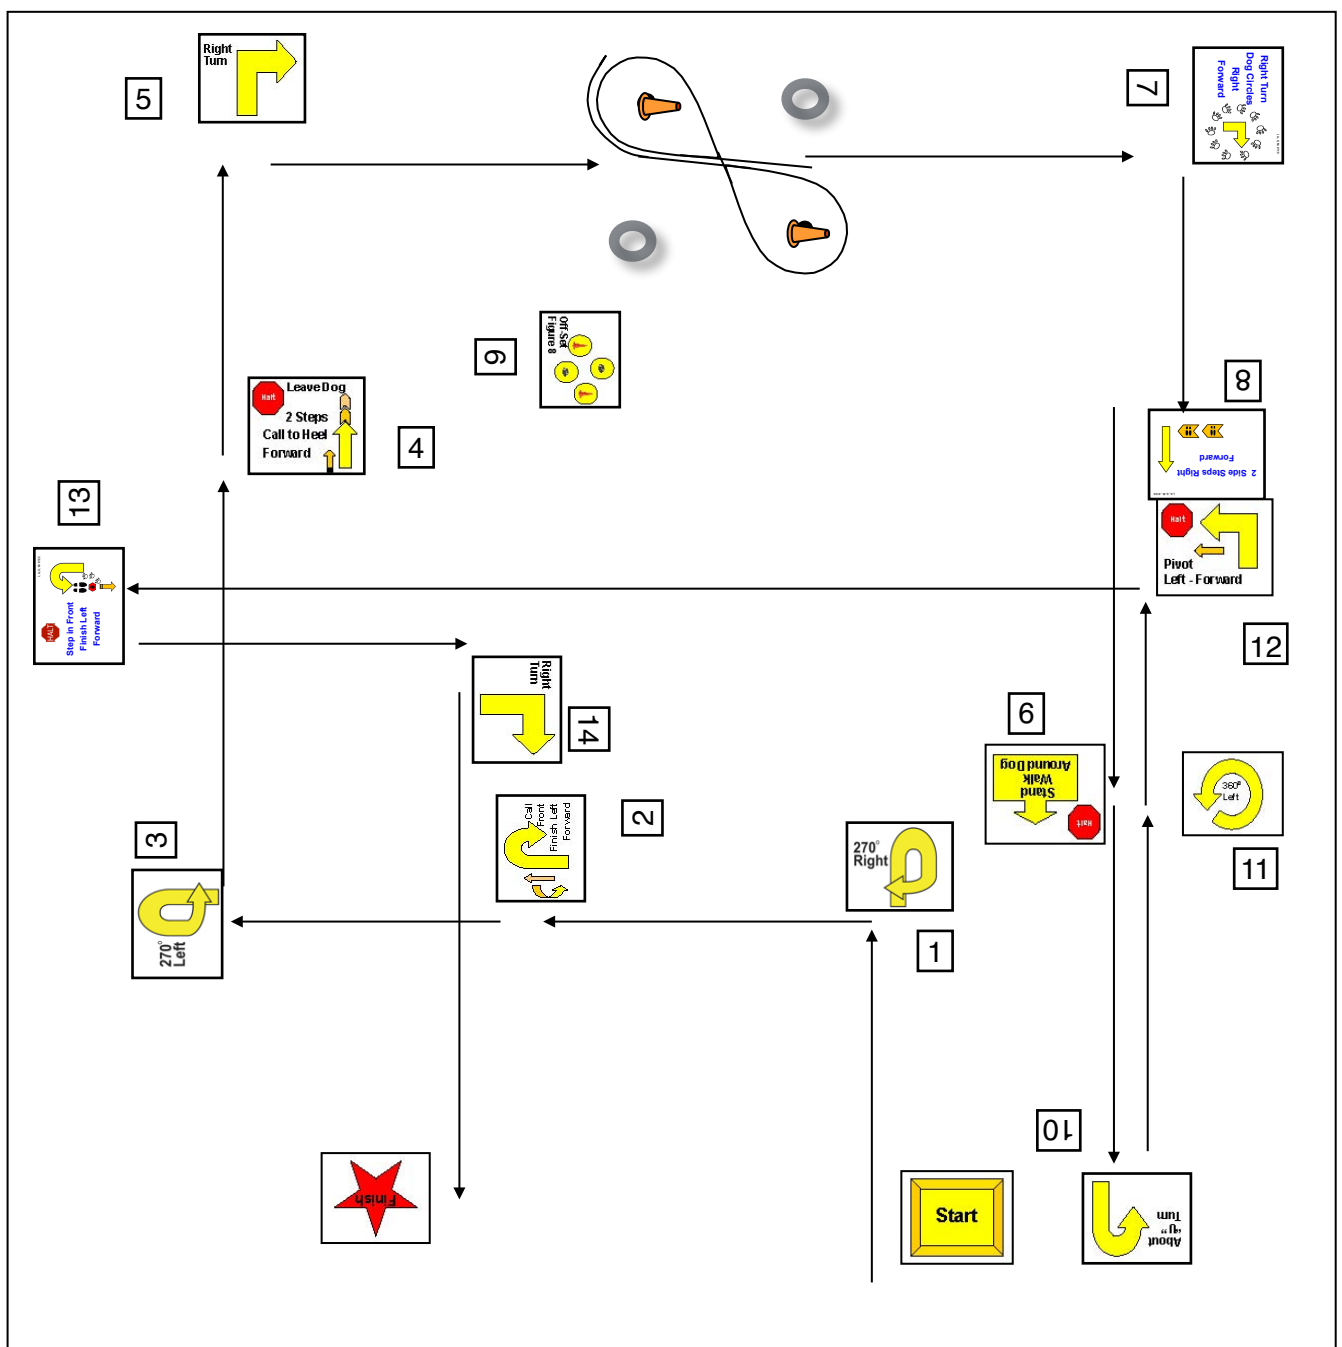 Right
Turn
5
7
Right Turn
Dog Circles
Right
Forward
6
Off-Set
Figure 8
8
2 Side Steps Right
Forward
Halt
Leave Dog
2 Steps
Call to Heel
Forward
4
13
HALT
Step in Front
Finish Left
Forward
Halt
Pivot
Left - Forward
12
Right
Turn
14
9
Halt
Stand
Walk
Around Dog
360°
Left
11
2
Call
Front
Finish Left
Forward
3
270°
Left
270°
Right
1
10
About
"U"
Turn
Finish
Start